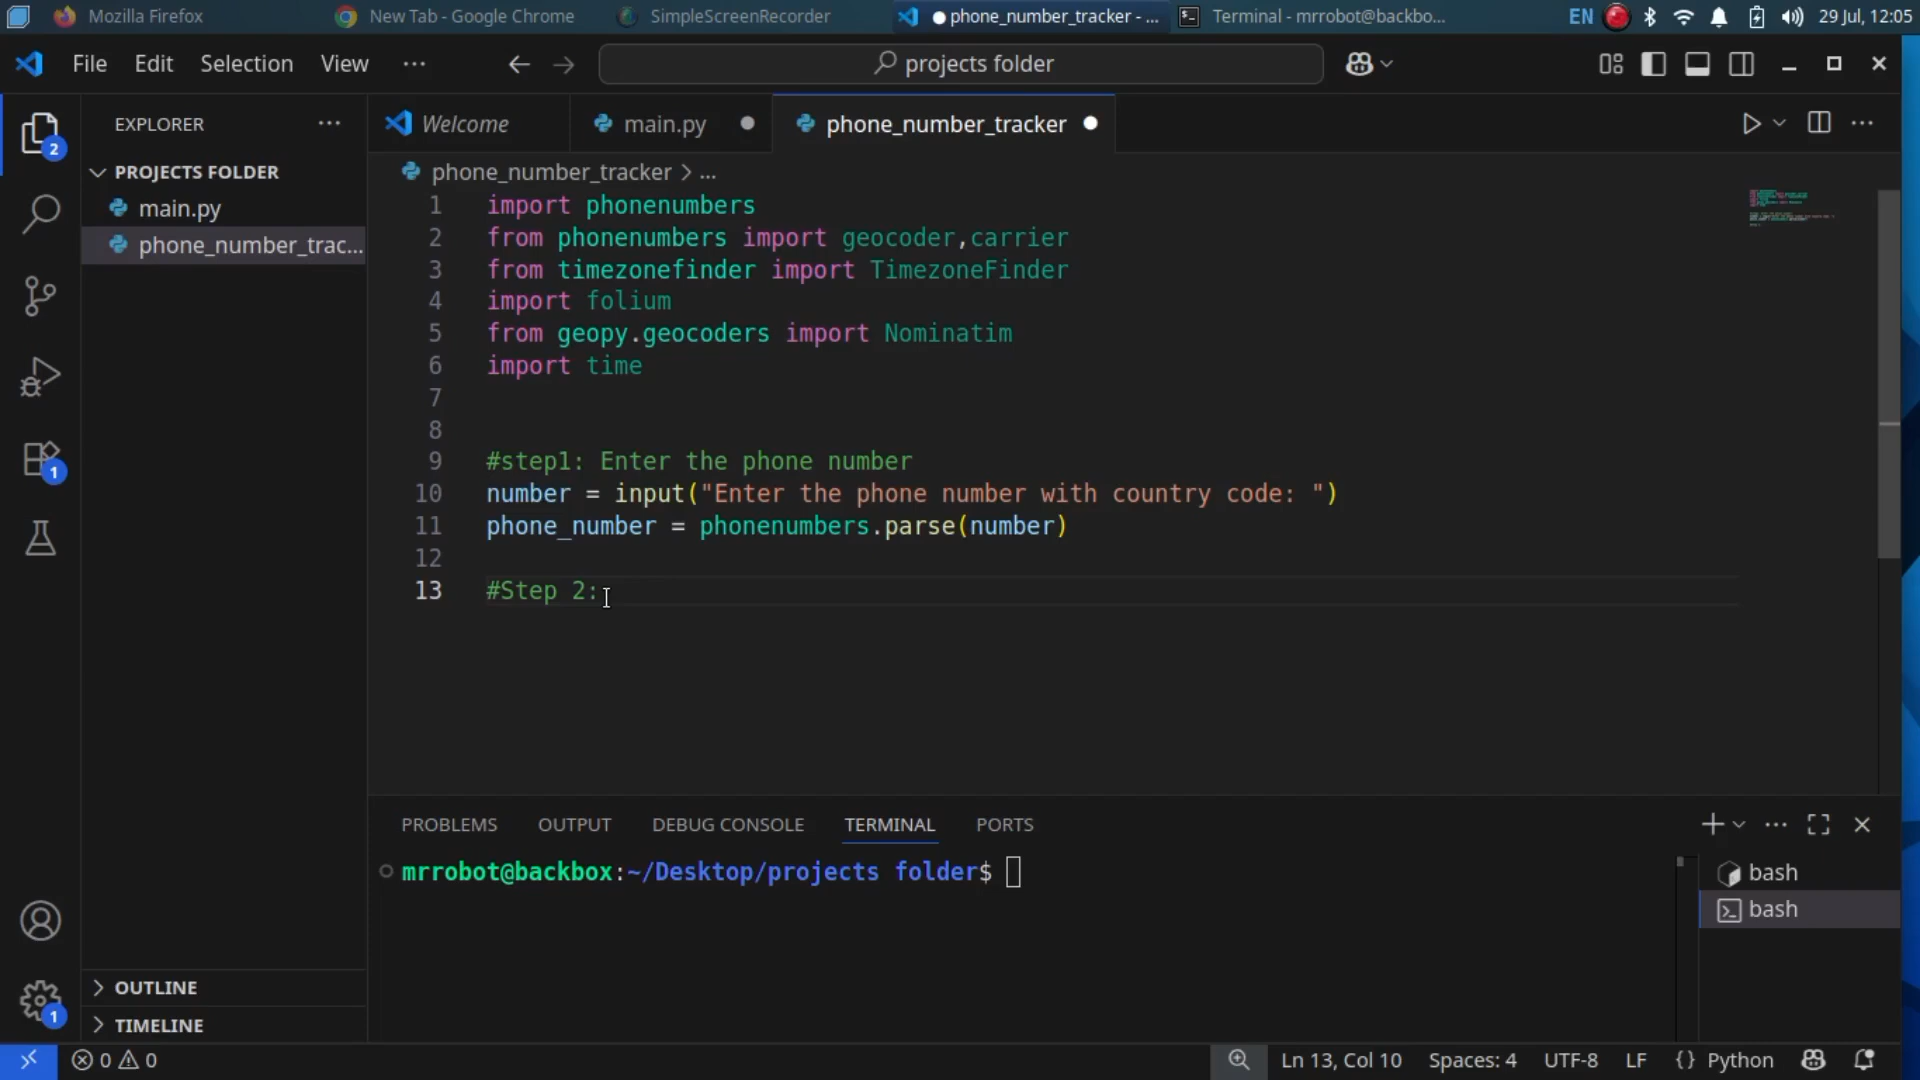 Mozilla Firefox
New Tab - Google Chrome
SimpleScreenRecorder
phone_number_tracker - ...
Terminal - mrrobot@backbo...
EN
29 Jul, 12:05
File Edit Selection View ...
projects folder
EXPLORER
Welcome
main.py
phone_number_tracker
PROJECTS FOLDER
main.py
phone_number_trac...
2
1
1
phone_number_tracker > ...
1 import phonenumbers
2 from phonenumbers import geocoder,carrier
3 from timezonefinder import TimezoneFinder
4 import folium
5 from geopy.geocoders import Nominatim
6 import time
7
8
9 #step1: Enter the phone number
10 number = input("Enter the phone number with country code: ")
11 phone_number = phonenumbers.parse(number)
12
13 #Step 2:
PROBLEMS OUTPUT DEBUG CONSOLE TERMINAL PORTS
mrrobot@backbox:~/Desktop/projects folder$
bash
bash
OUTLINE
TIMELINE
0 0
Ln 13, Col 10 Spaces: 4 UTF-8 LF {} Python